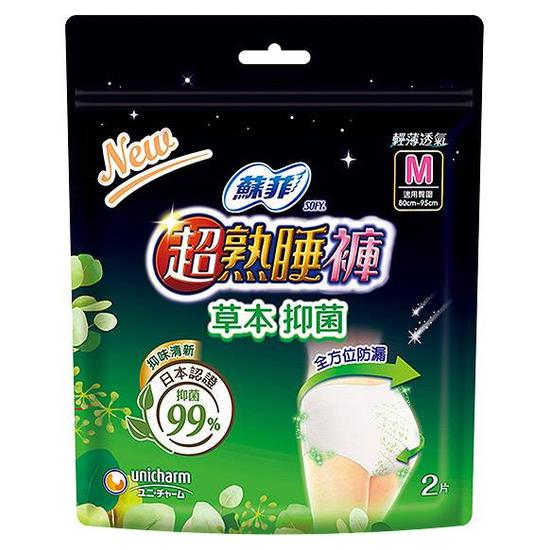 New
輕薄透氣
M
適用臀圍
80cm~95cm
蘇菲
SOFY
超熟睡褲
草本 抑菌
抑味清新
日本認證
抑菌
99%
全方位防漏
unicharm
ユニ・チャーム
2片